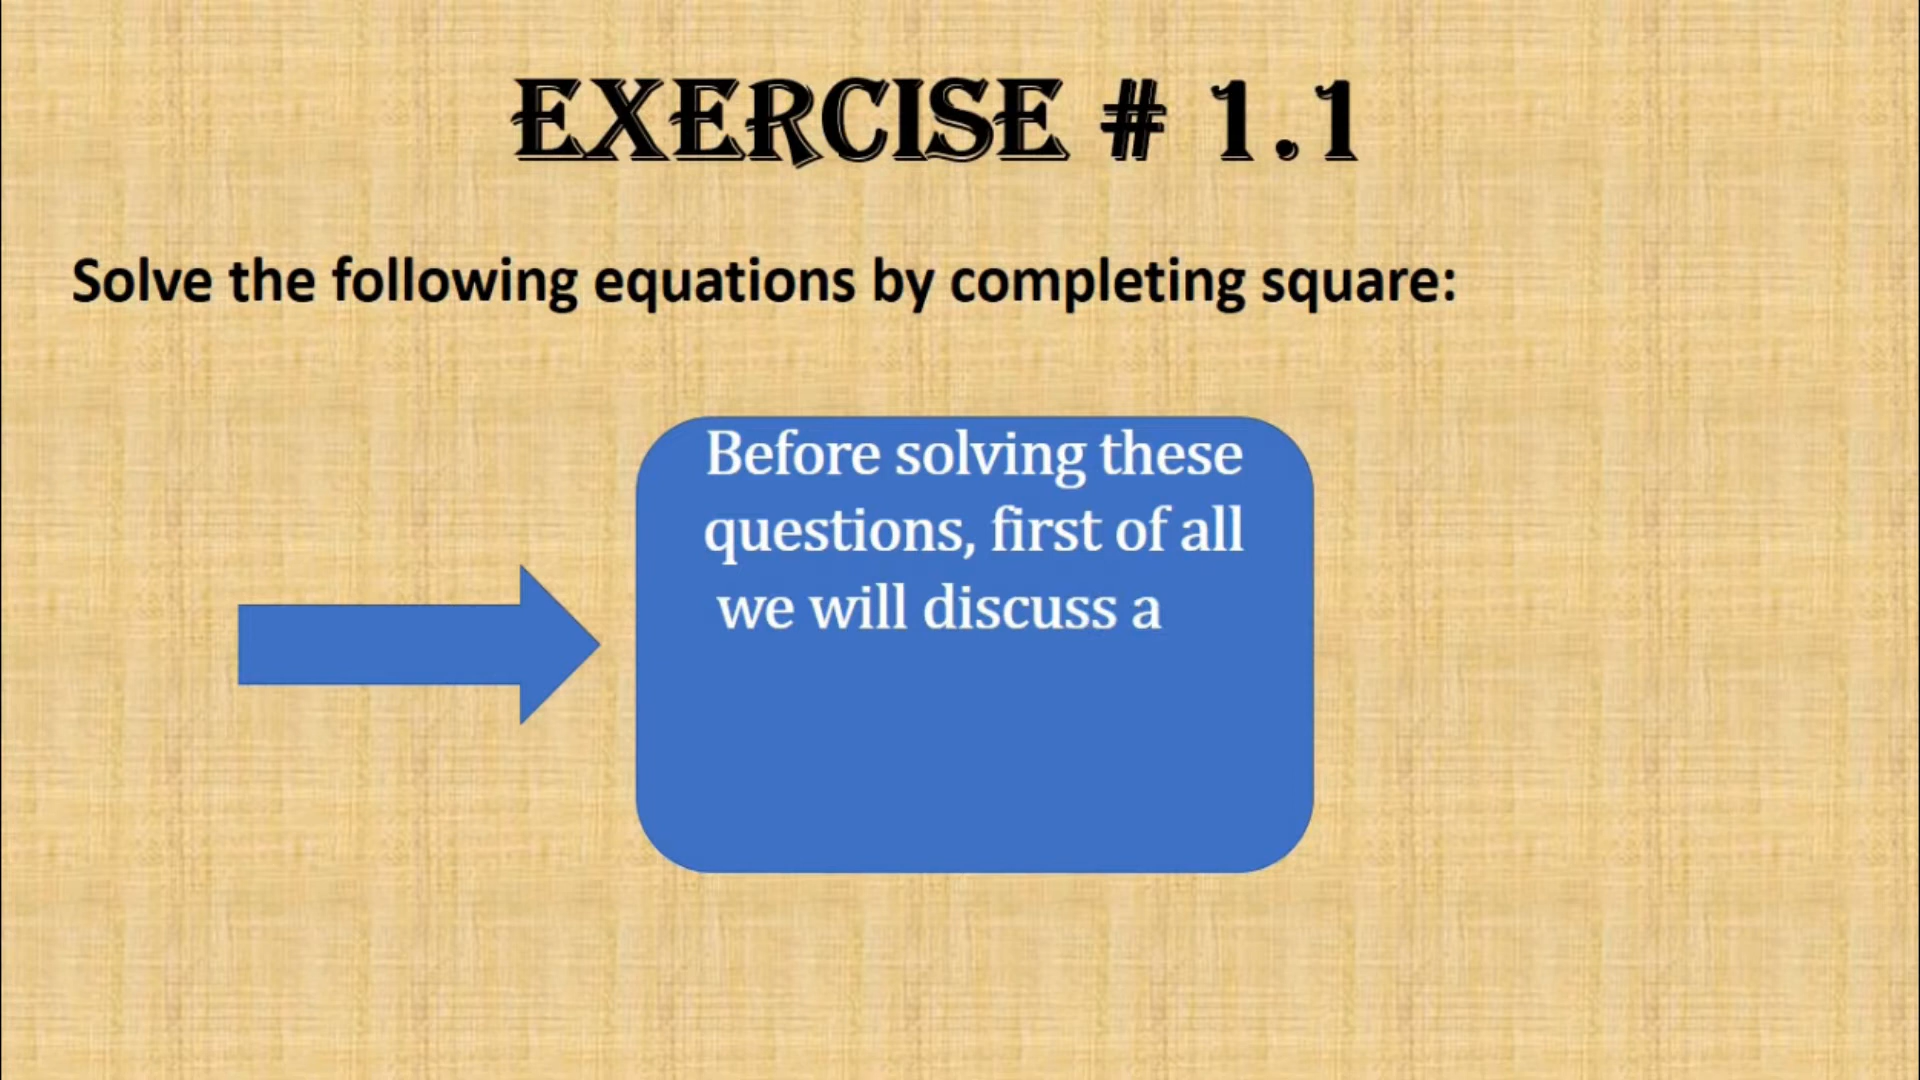 EXERCISE # 1.1
Solve the following equations by completing square:
Before solving these
questions, first of all
we will discuss a